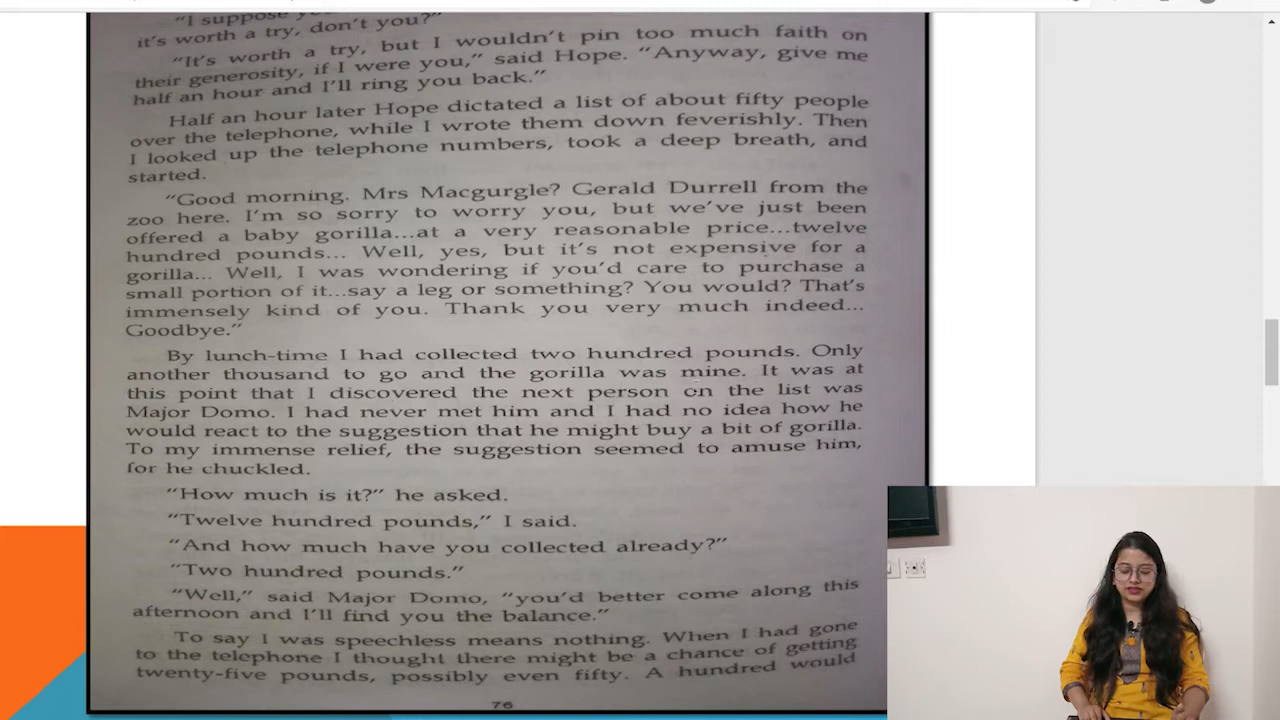 "I suppose
it's worth a try, don't you?"
"It's worth a try, but I wouldn't pin too much faith on
their generosity, if I were you," said Hope. "Anyway, give me
half an hour and I'll ring you back."
Half an hour later Hope dictated a list of about fifty people
over the telephone, while I wrote them down feverishly. Then
I looked up the telephone numbers, took a deep breath, and
started.
"Good morning. Mrs Macgurgle? Gerald Durrell from the
zoo here. I'm so sorry to worry you, but we've just been
offered a baby gorilla...at a very reasonable price...twelve
hundred pounds... Well, yes, but it's not expensive for a
gorilla... Well, I was wondering if you'd care to purchase a
small portion of it...say a leg or something? You would? That's
immensely kind of you. Thank you very much indeed...
Goodbye."
By lunch-time I had collected two hundred pounds. Only
another thousand to go and the gorilla was mine. It was at
this point that I discovered the next person on the list was
Major Domo. I had never met him and I had no idea how he
would react to the suggestion that he might buy a bit of gorilla.
To my immense relief, the suggestion seemed to amuse him,
for he chuckled.
"How much is it?" he asked.
"Twelve hundred pounds," I said.
"And how much have you collected already?"
"Two hundred pounds."
"Well," said Major Domo, "you'd better come along this
afternoon and I'll find you the balance."
To say I was speechless means nothing. When I had gone
to the telephone I thought there might be a chance of getting
twenty-five pounds, possibly even fifty. A hundred would
76